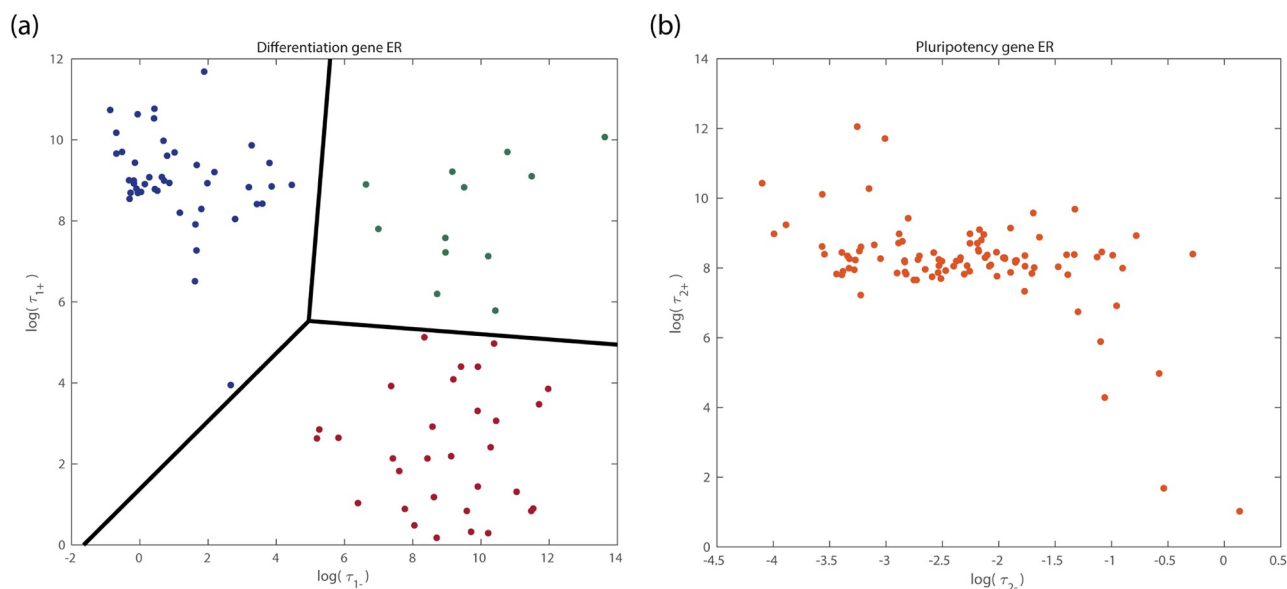 (a)
Differentiation gene ER
log( τ1+)
12
10
8
6
4
2
0
-2 0 2 4 6 8 10 12 14
log( τ1-)
(b)
Pluripotency gene ER
log( τ2+)
14
12
10
8
6
4
2
0
-4.5 -4 -3.5 -3 -2.5 -2 -1.5 -1 -0.5 0 0.5
log( τ2-)